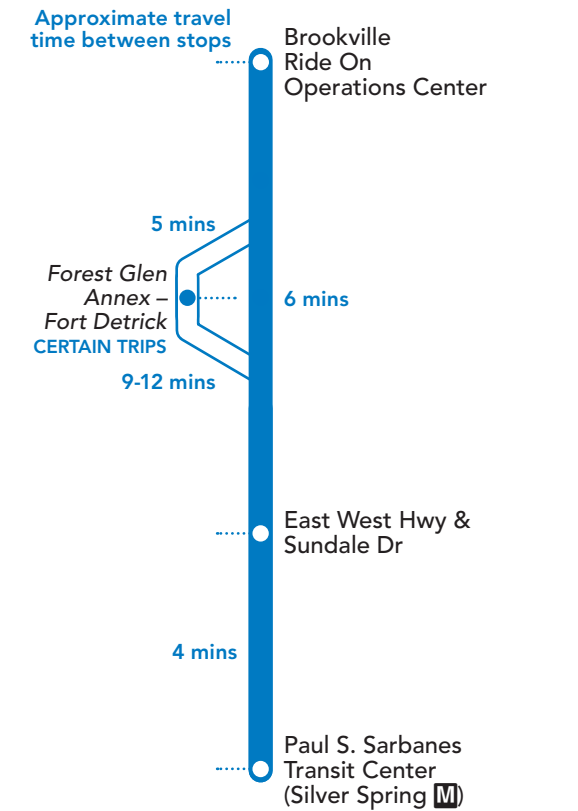 Approximate travel
time between stops
Brookville
Ride On
Operations Center
5 mins
Forest Glen
Annex –
Fort Detrick
CERTAIN TRIPS
6 mins
9-12 mins
East West Hwy &
Sundale Dr
4 mins
Paul S. Sarbanes
Transit Center
(Silver Spring M)